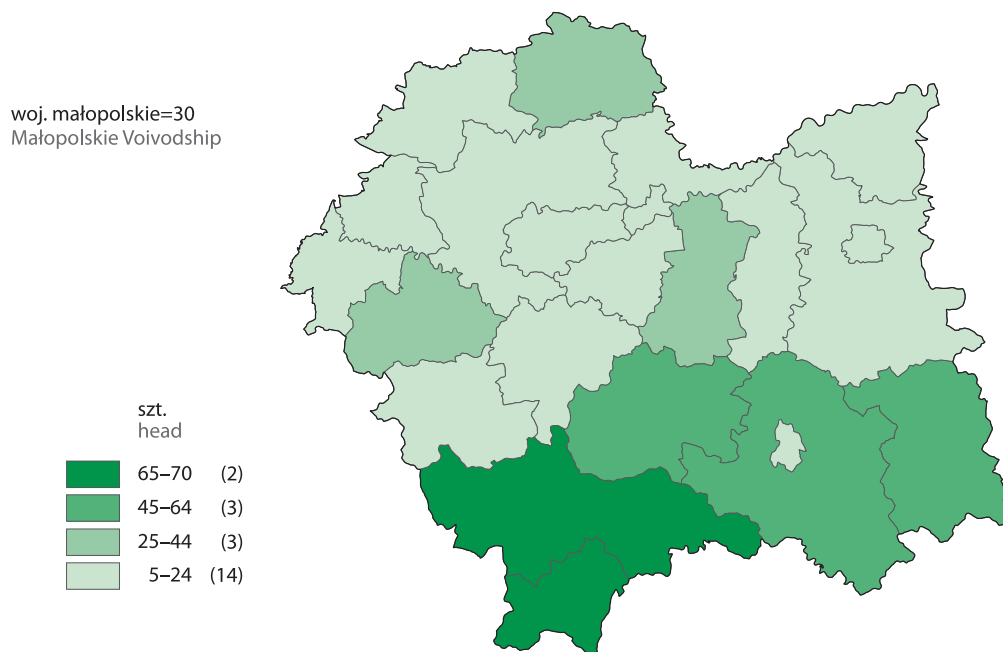 woj. małopolskie=30
Małopolskie Voivodship
szt.
head
65–70 (2)
45–64 (3)
25–44 (3)
5–24 (14)